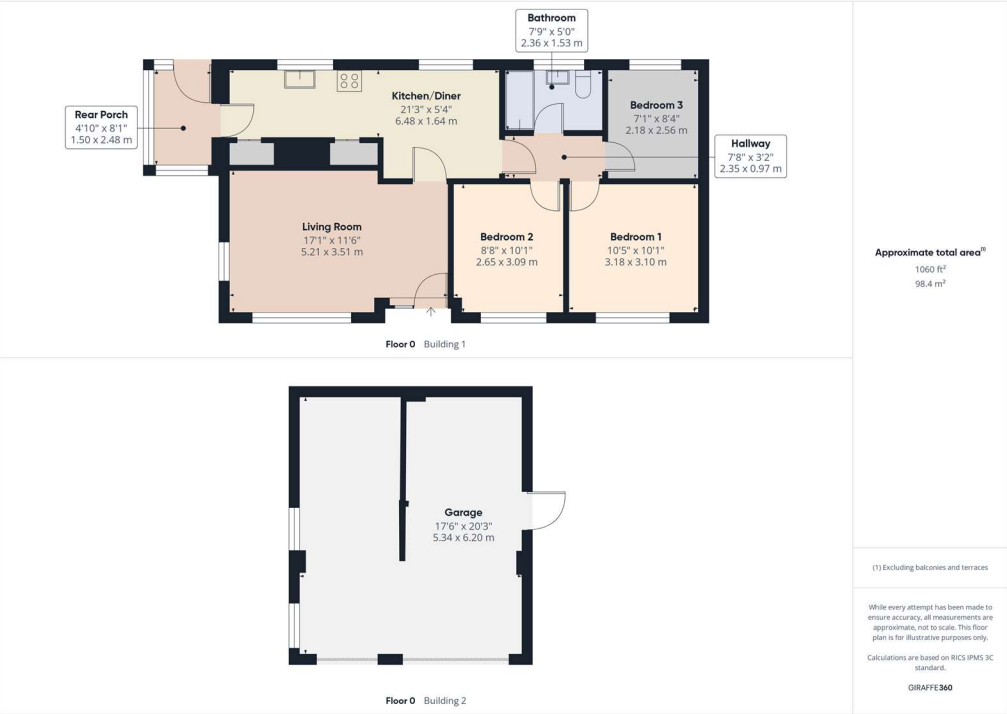 Bathroom
7'9" x 5'0"
2.36 x 1.53 m
Rear Porch
4'10" x 8'1"
1.50 x 2.48 m
Kitchen/Diner
21'3" x 5'4"
6.48 x 1.64 m
Bedroom 3
7'1" x 8'4"
2.18 x 2.56 m
Hallway
7'8" x 3'2"
2.35 x 0.97 m
Living Room
17'1" x 11'6"
5.21 x 3.51 m
Bedroom 2
8'8" x 10'1"
2.65 x 3.09 m
Bedroom 1
10'5" x 10'1"
3.18 x 3.10 m
Floor 0 Building 1
Garage
17'6" x 20'3"
5.34 x 6.20 m
Floor 0 Building 2
Approximate total area(1)
1060 ft²
98.4 m²
(1) Excluding balconies and terraces
While every attempt has been made to
ensure accuracy, all measurements are
approximate, not to scale. This floor
plan is for illustrative purposes only.
Calculations are based on RICS IPMS 3C
standard.
GIRAFFE360